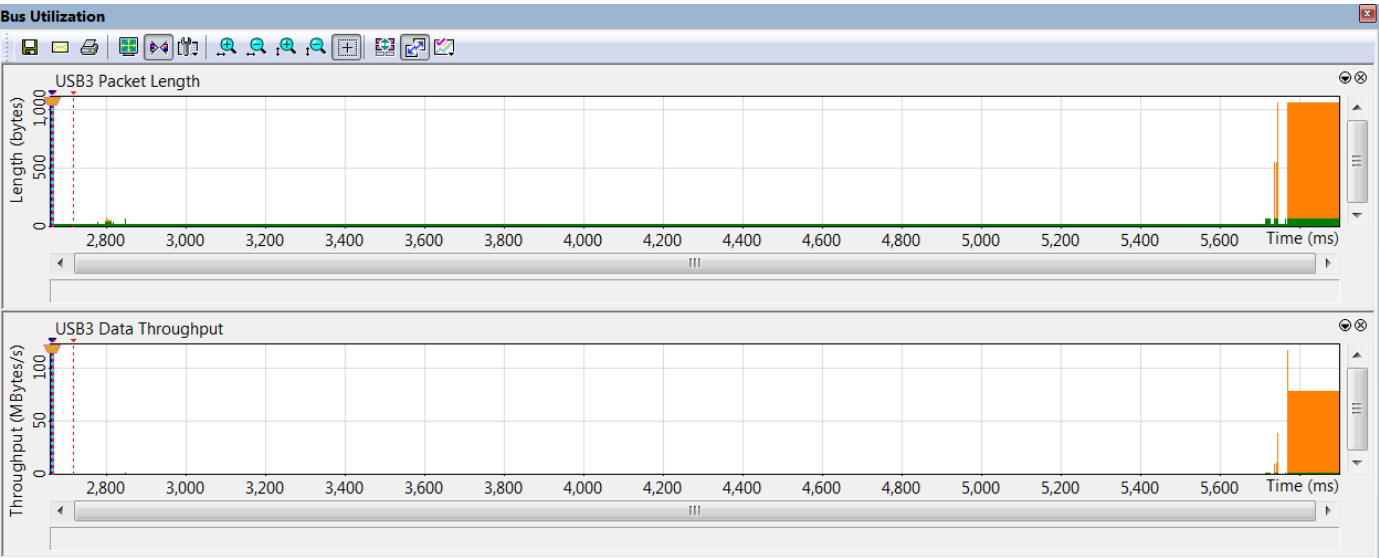 Bus Utilization
USB3 Packet Length
Length (bytes)
1,000
500
0
2,800 3,000 3,200 3,400 3,600 3,800 4,000 4,200 4,400 4,600 4,800 5,000 5,200 5,400 5,600 Time (ms)
USB3 Data Throughput
Throughput (MBytes/s)
100
50
0
2,800 3,000 3,200 3,400 3,600 3,800 4,000 4,200 4,400 4,600 4,800 5,000 5,200 5,400 5,600 Time (ms)